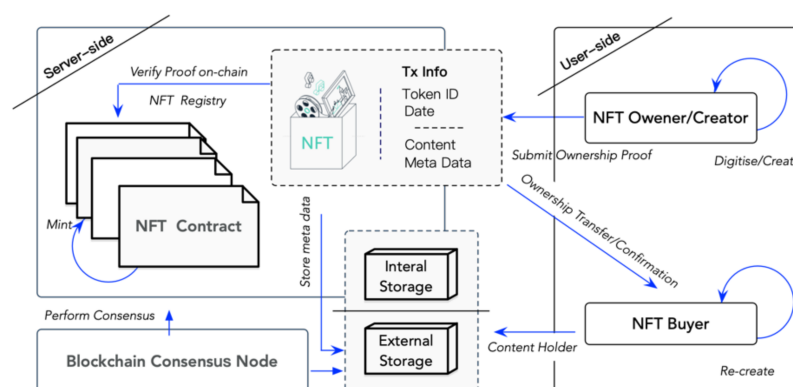 Server-side
User-side
Verify Proof on-chain
NFT Registry
NFT
Tx Info
Token ID
Date
Content
Meta Data
NFT Owener/Creator
Submit Ownership Proof
Digitise/Creat
Mint
NFT Contract
Store meta data
Ownership Transfer/Confirmation
Interal
Storage
External
Storage
NFT Buyer
Content Holder
Re-create
Perform Consensus
Blockchain Consensus Node